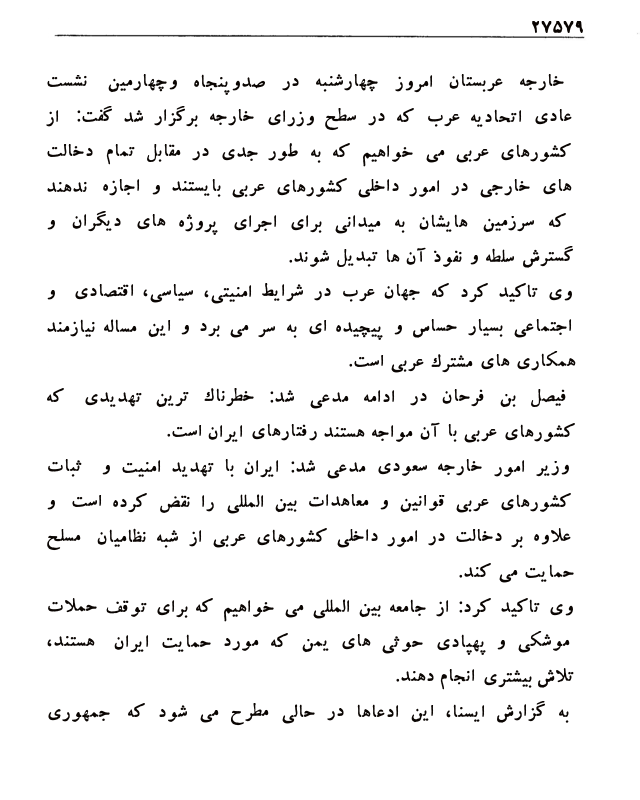 ۲۷۵۷۹
خارجه عربستان امروز چهارشنبه در صدوپنجاه وچهارمین نشست
عادی اتحادیه عرب که در سطح وزرای خارجه برگزار شد گفت: از
کشورهای عربی می خواهیم که به طور جدی در مقابل تمام دخالت
های خارجی در امور داخلی کشورهای عربی بایستند و اجازه ندهند
که سرزمین هایشان به میدانی برای اجرای پروژه های دیگران و
گسترش سلطه و نفوذ آن ها تبدیل شوند.
وی تاکید کرد که جهان عرب در شرایط امنیتی، سیاسی، اقتصادی و
اجتماعی بسیار حساس و پیچیده ای به سر می برد و این مساله نیازمند
همکاری های مشترك عربی است.
فیصل بن فرحان در ادامه مدعی شد: خطرناك ترین تهدیدی که
کشورهای عربی با آن مواجه هستند رفتارهای ایران است.
وزیر امور خارجه سعودی مدعی شد: ایران با تهدید امنیت و ثبات
کشورهای عربی قوانین و معاهدات بین المللی را نقض کرده است و
علاوه بر دخالت در امور داخلی کشورهای عربی از شبه نظامیان مسلح
حمایت می کند.
وی تاکید کرد: از جامعه بین المللی می خواهیم که برای توقف حملات
موشکی و پهپادی حوثی های یمن که مورد حمایت ایران هستند،
تلاش بیشتری انجام دهند.
به گزارش ایسنا، این ادعاها در حالی مطرح می شود که جمهوری